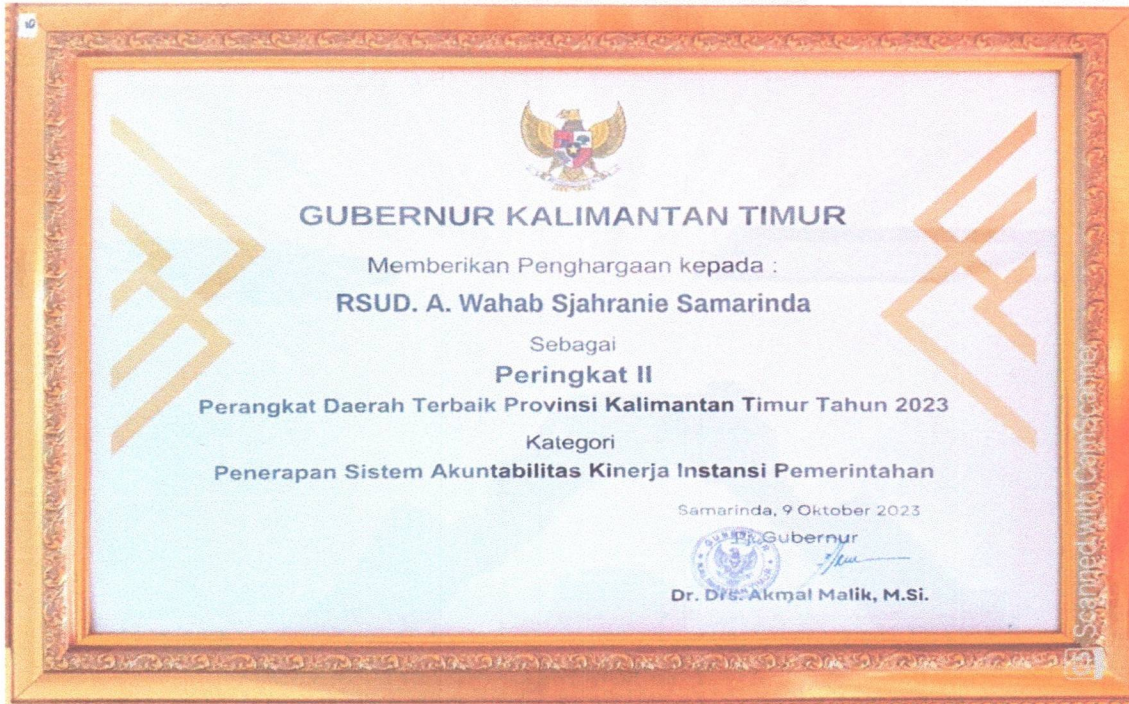 GUBERNUR KALIMANTAN TIMUR
Memberikan Penghargaan kepada :
RSUD. A. Wahab Sjahranie Samarinda
Sebagai
Peringkat II
Perangkat Daerah Terbaik Provinsi Kalimantan Timur Tahun 2023
Kategori
Penerapan Sistem Akuntabilitas Kinerja Instansi Pemerintahan
Samarinda, 9 Oktober 2023
Pj. Gubernur
Dr. Drs. Akmal Malik, M.Si.
CS Scanned with CamScanner